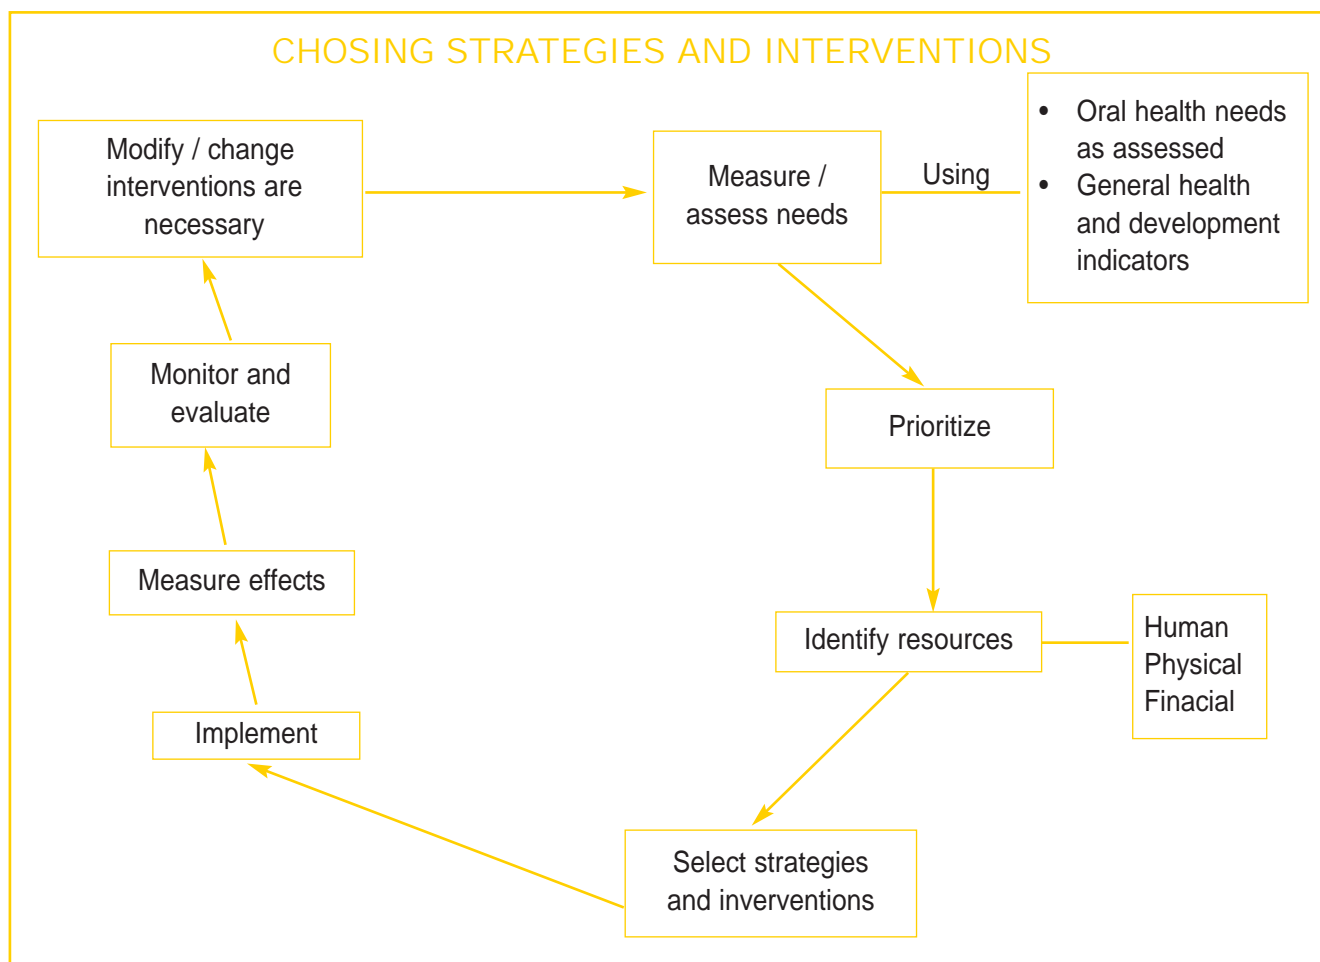 CHOSING STRATEGIES AND INTERVENTIONS
Modify / change
interventions are
necessary
Measure /
assess needs
Using
• Oral health needs
as assessed
• General health
and development
indicators
Monitor and
evaluate
Prioritize
Measure effects
Identify resources
Human
Physical
Finacial
Implement
Select strategies
and inverventions